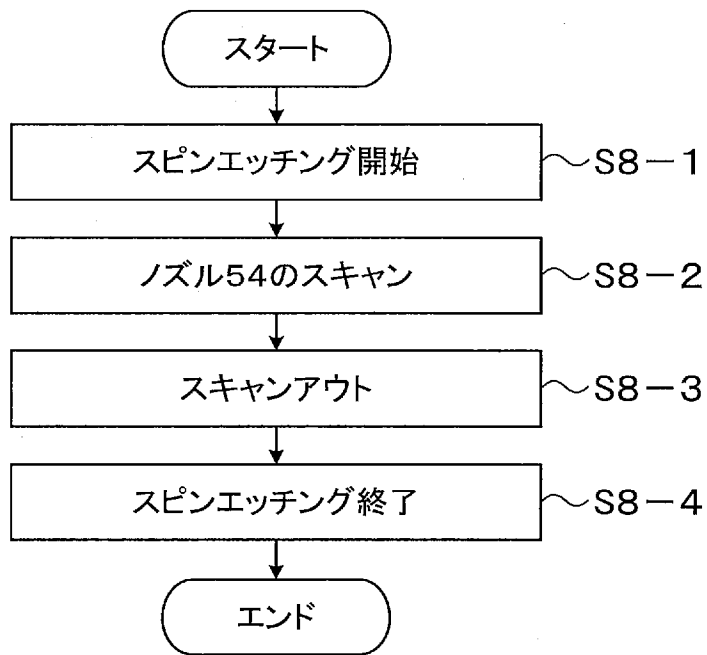 スタート
スピンエッチング開始 S8-1
ノズル54のスキャン S8-2
スキャンアウト S8-3
スピンエッチング終了 S8-4
エンド